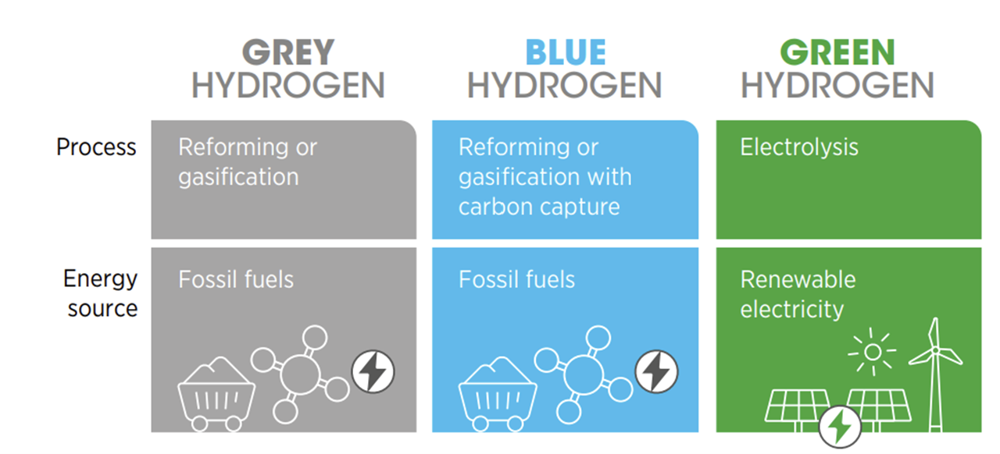 GREY
HYDROGEN
BLUE
HYDROGEN
GREEN
HYDROGEN
Process
Reforming or
gasification
Reforming or
gasification with
carbon capture
Electrolysis
Energy
source
Fossil fuels
Fossil fuels
Renewable
electricity